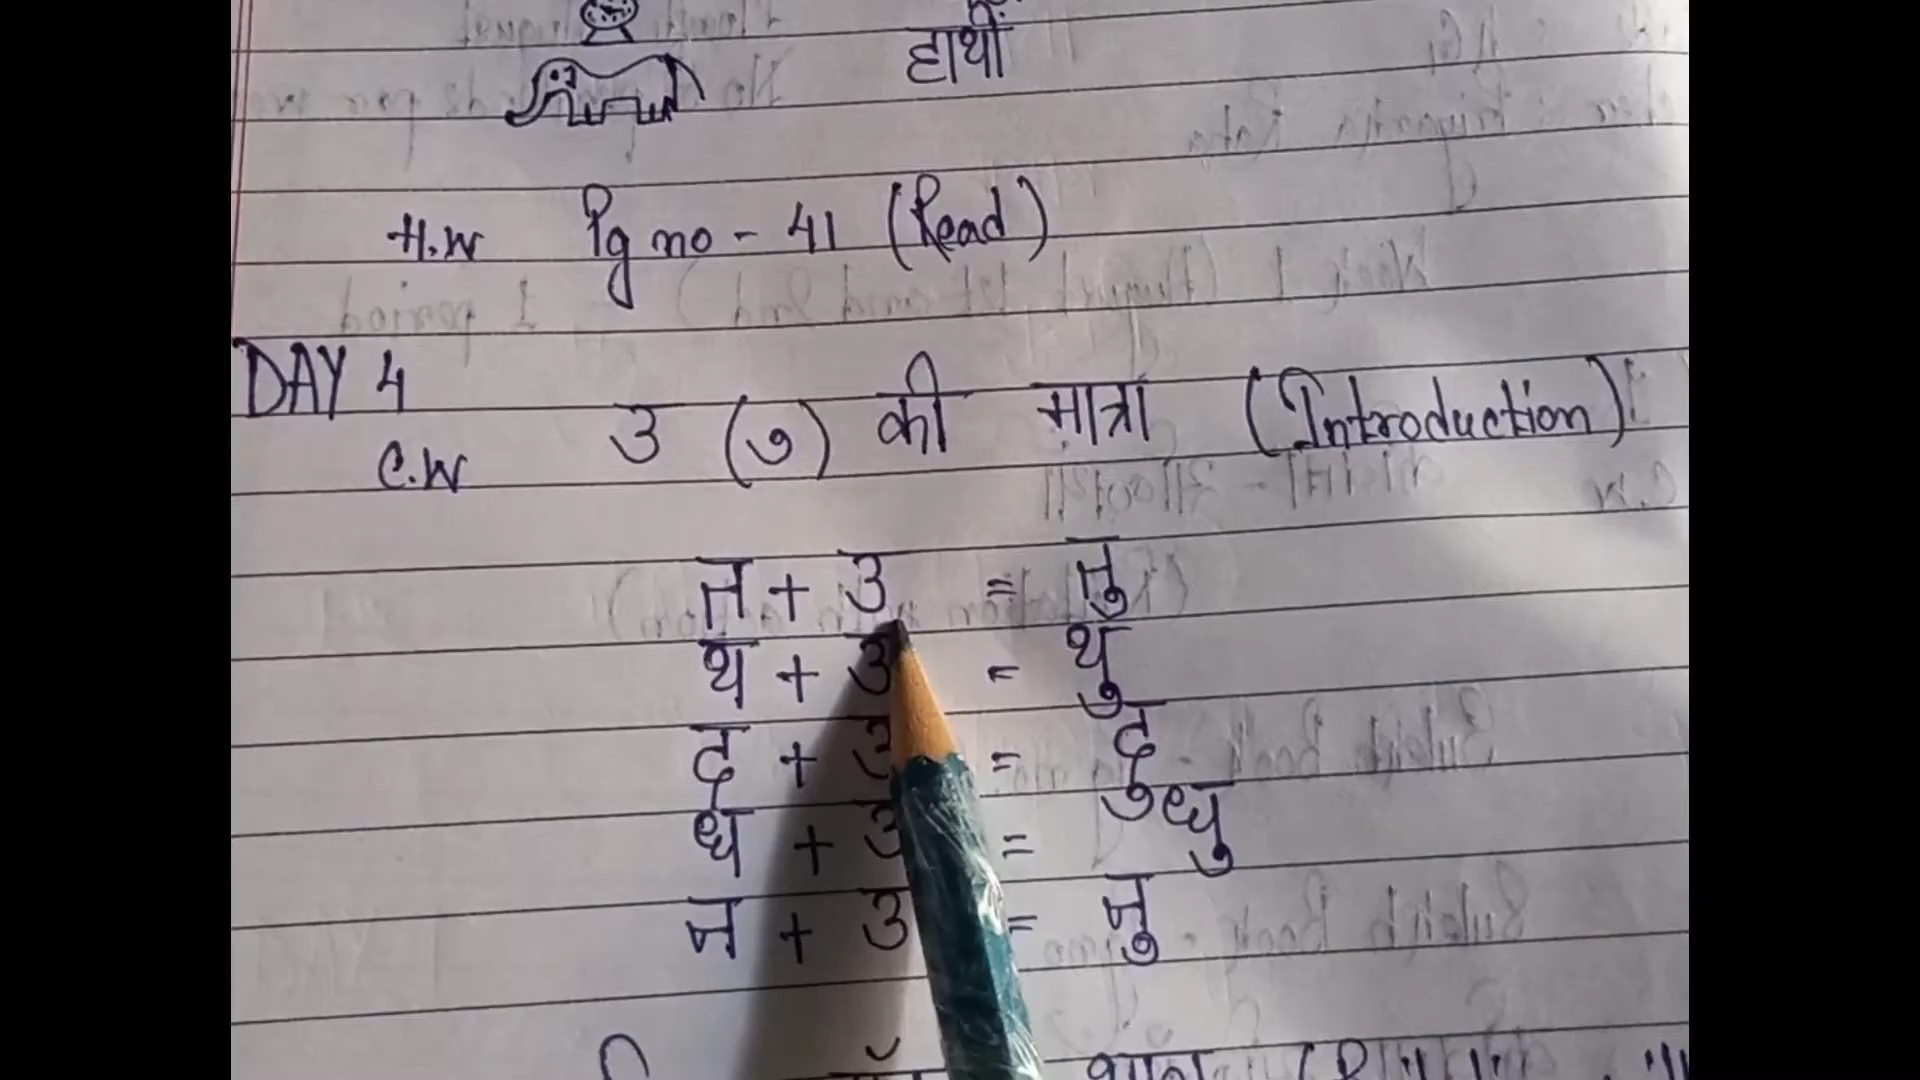 हाथी
H.W Pg no - 41 (Read)
DAY 4
C.W उ ( ु) की मात्रा (Introduction)
त + उ = तु
थ + उ = थु
द + उ = दु
ध + उ = धु
न + उ = नु